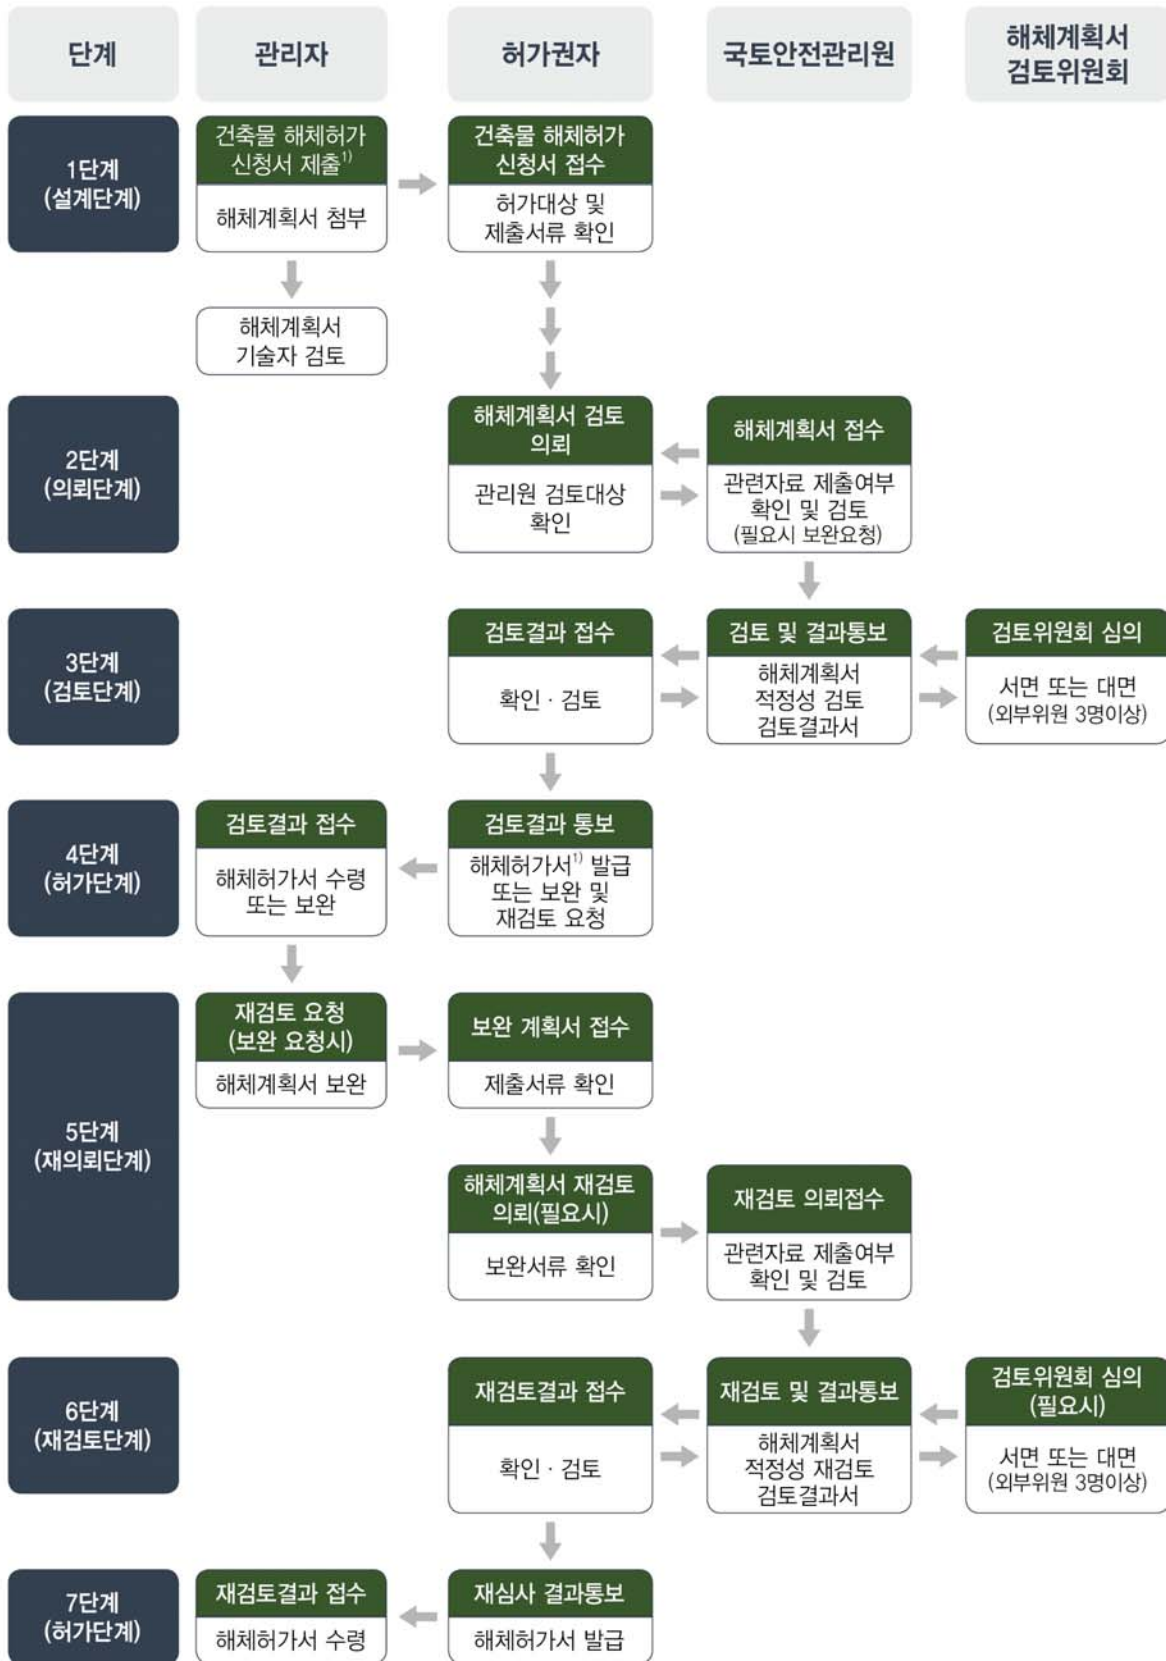 단계
관리자
허가권자
국토안전관리원
해체계획서
검토위원회
1단계
(설계단계)
건축물 해체허가
신청서 제출1)
해체계획서 첨부
건축물 해체허가
신청서 접수
허가대상 및
제출서류 확인
해체계획서
기술자 검토
2단계
(의뢰단계)
해체계획서 검토
의뢰
관리원 검토대상
확인
해체계획서 접수
관련자료 제출여부
확인 및 검토
(필요시 보완요청)
3단계
(검토단계)
검토결과 접수
확인 · 검토
검토 및 결과통보
해체계획서
적정성 검토
검토결과서
검토위원회 심의
서면 또는 대면
(외부위원 3명이상)
4단계
(허가단계)
검토결과 접수
해체허가서 수령
또는 보완
검토결과 통보
해체허가서1) 발급
또는 보완 및
재검토 요청
5단계
(재의뢰단계)
재검토 요청
(보완 요청시)
해체계획서 보완
보완 계획서 접수
제출서류 확인
해체계획서 재검토
의뢰(필요시)
보완서류 확인
재검토 의뢰접수
관련자료 제출여부
확인 및 검토
6단계
(재검토단계)
재검토결과 접수
확인 · 검토
재검토 및 결과통보
해체계획서
적정성 재검토
검토결과서
검토위원회 심의
(필요시)
서면 또는 대면
(외부위원 3명이상)
7단계
(허가단계)
재검토결과 접수
해체허가서 수령
재심사 결과통보
해체허가서 발급